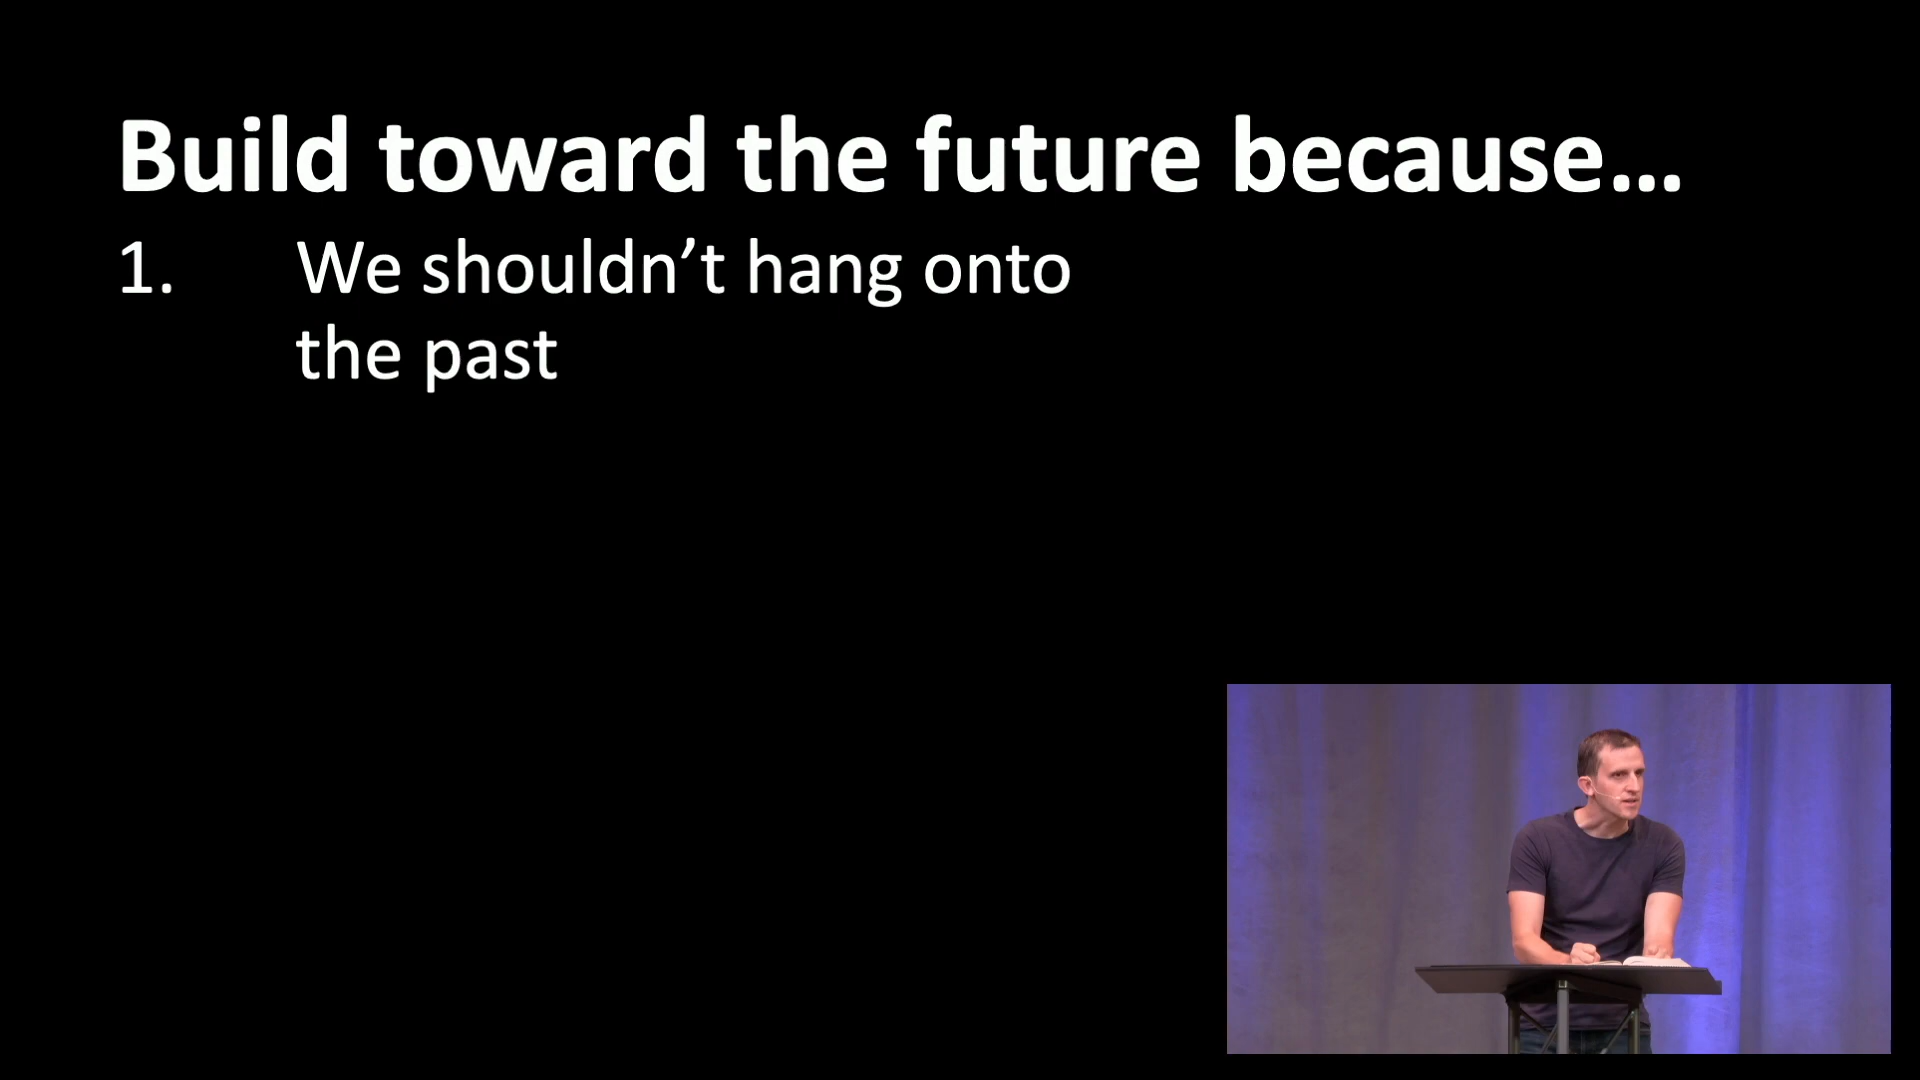 Build toward the future because…
1. We shouldn’t hang onto
the past